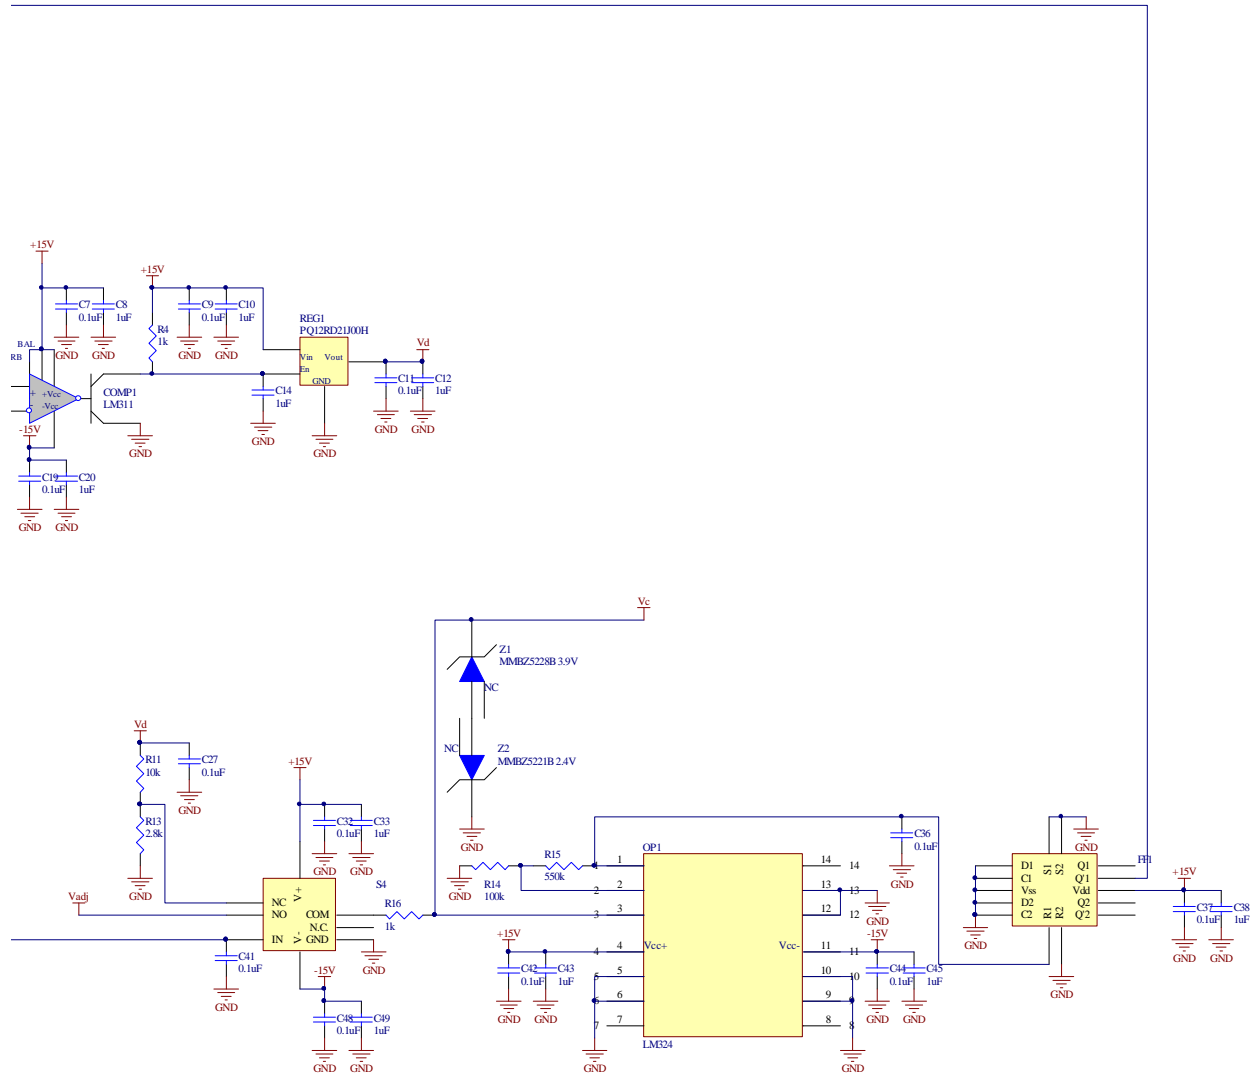 +15V
+15V
C7
0.1uF
C8
1uF
C9
0.1uF
C10
1uF
GND
GND
GND
GND
R4
1k
REG1
PQ12RD21J00H
Vin
Vout
En
GND
Vd
BAL
RB
+
-
+Vcc
-Vcc
COMP1
LM311
C14
1uF
C11
0.1uF
C12
1uF
-15V
GND
GND
GND
GND
GND
C19
0.1uF
C20
1uF
GND
GND
Vc
Z1
MMBZ5228B 3.9V
NC
NC
Z2
MMBZ5221B 2.4V
GND
Vd
R11
10k
C27
0.1uF
GND
R13
2.8k
GND
+15V
C32
0.1uF
C33
1uF
GND
GND
S4
Vadj
NC
NO
IN
V+
V-
COM
N.C.
GND
R16
1k
GND
C41
0.1uF
GND
-15V
C48
0.1uF
C49
1uF
GND
GND
GND
R14
100k
R15
550k
OP1
LM324
1
1
2
2
3
3
4
4
5
5
6
6
7
7
Vcc+
Vcc-
14
14
13
13
12
12
11
11
10
10
9
9
8
8
+15V
C42
0.1uF
C43
1uF
GND
GND
GND
GND
-15V
C44
0.1uF
C45
1uF
GND
GND
GND
C36
0.1uF
GND
GND
D1
C1
Vss
D2
C2
S1
S2
R1
R2
Q1
Q'1
Vdd
Q2
Q'2
FF1
GND
GND
+15V
C37
0.1uF
C38
1uF
GND
GND